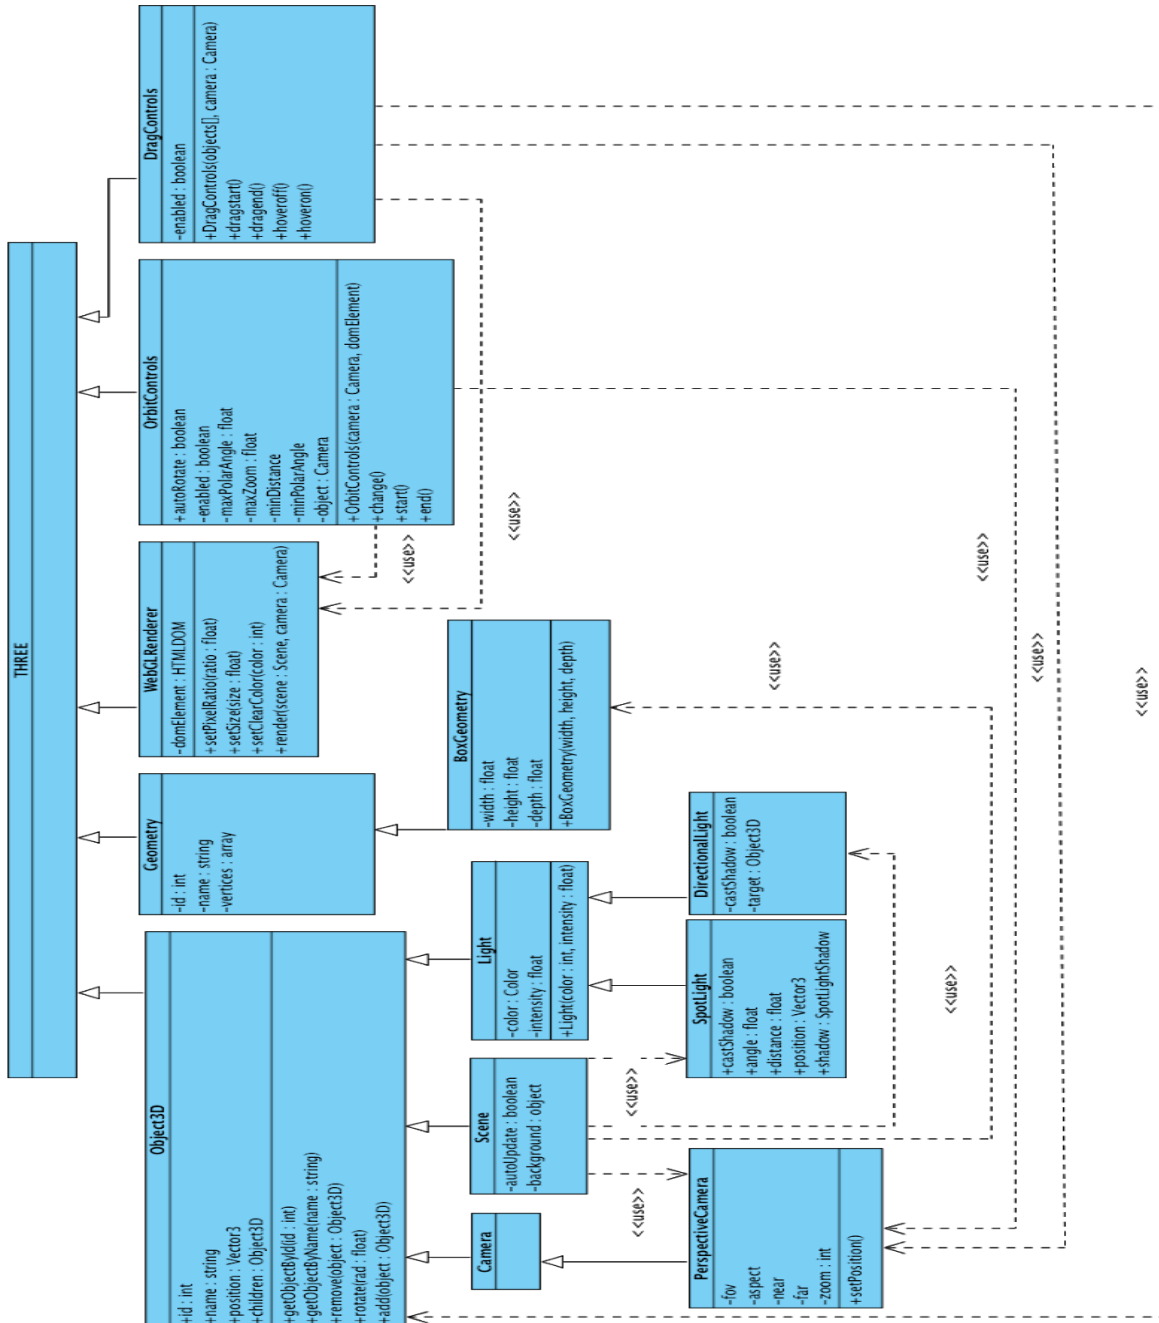 THREE
Object3D
+id : int
+name : string
+position : Vector3
+children : Object3D
+getObjectById(id : int)
+getObjectByName(name : string)
+remove(object : Object3D)
+rotate(rad : float)
+add(object : Object3D)
Geometry
-id : int
-name : string
-vertices : array
WebGLRenderer
-domElement : HTMLDOM
+setPixelRatio(ratio : float)
+setSize(size : float)
+setClearColor(color : int)
+render(scene : Scene, camera : Camera)
OrbitControls
+autoRotate : boolean
-enabled : boolean
-maxPolarAngle : float
-maxZoom : float
-minDistance
-minPolarAngle
-object : Camera
+OrbitControls(camera : Camera, domElement)
+change()
+start()
+end()
DragControls
-enabled : boolean
+DragControls(objects[], camera : Camera)
+dragstart()
+dragend()
+hoveroff()
+hoveron()
<<use>>
<<use>>
Camera
Scene
-autoUpdate : boolean
-background : object
Light
-color : Color
-intensity : float
+Light(color : int, intensity : float)
BoxGeometry
-width : float
-height : float
-depth : float
+BoxGeometry(width, height, depth)
<<use>>
<<use>>
PerspectiveCamera
-fov
-aspect
-near
-far
-zoom : int
+setPosition()
SpotLight
+castShadow : boolean
+angle : float
+distance : float
+position : Vector3
+shadow : SpotLightShadow
DirectionalLight
-castShadow : boolean
-target : Object3D
<<use>>
<<use>>
<<use>>
<<use>>
<<use>>